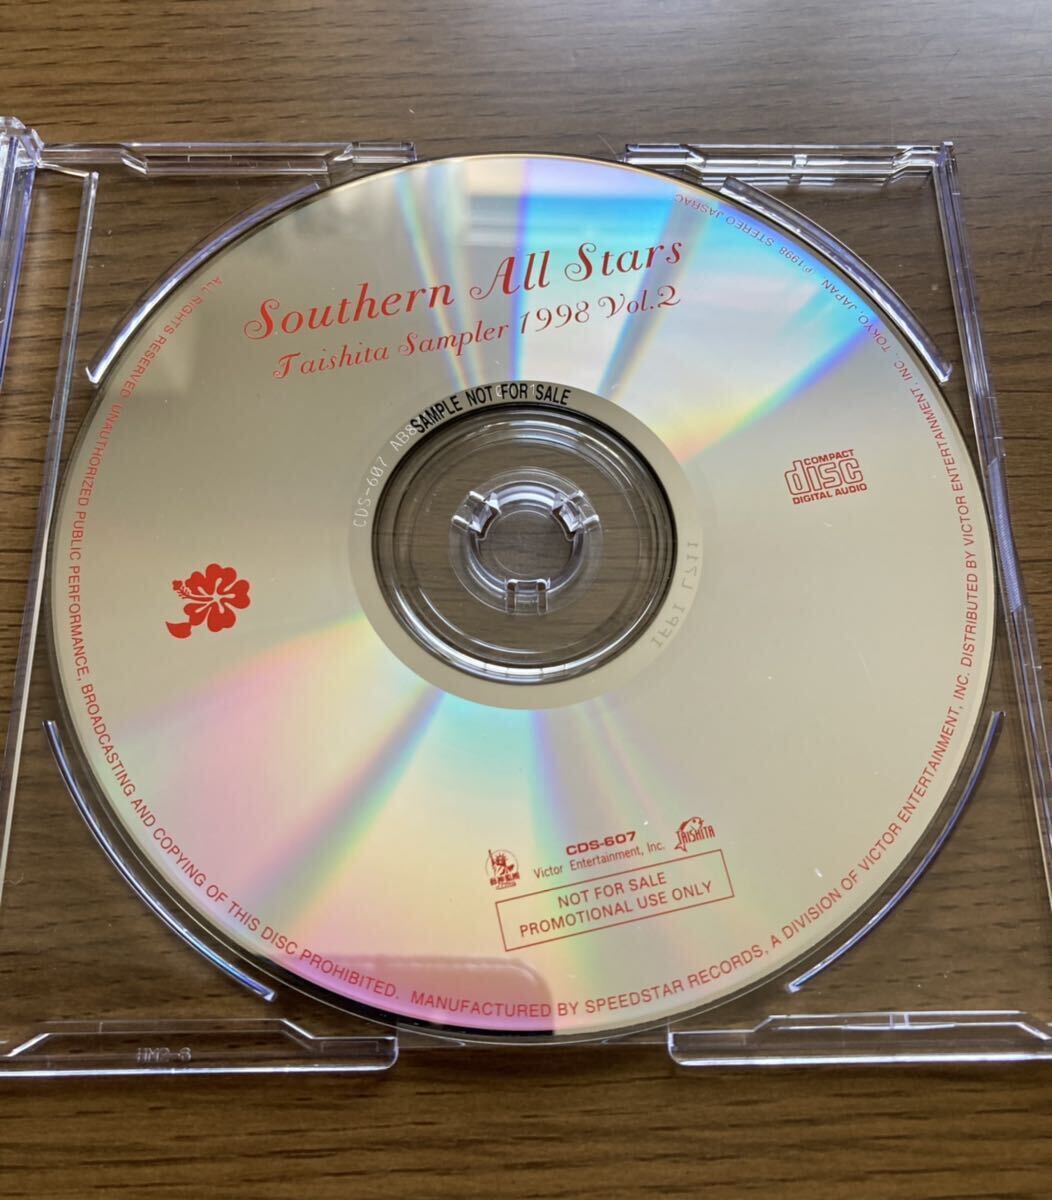 Southern All Stars
Taishita Sampler 1998 Vol.2
SAMPLE NOT FOR SALE
CDS-607 AB8
IFPI L211
COMPACT
disc
DIGITAL AUDIO
CDS-607
Victor Entertainment, Inc.
TAISHITA
NOT FOR SALE
PROMOTIONAL USE ONLY
ALL RIGHTS RESERVED. UNAUTHORIZED PUBLIC PERFORMANCE, BROADCASTING AND COPYING OF THIS DISC PROHIBITED. MANUFACTURED BY SPEEDSTAR RECORDS, A DIVISION OF VICTOR ENTERTAINMENT, INC. DISTRIBUTED BY VICTOR ENTERTAINMENT, INC. TOKYO, JAPAN. P1998 STEREO JASRAC